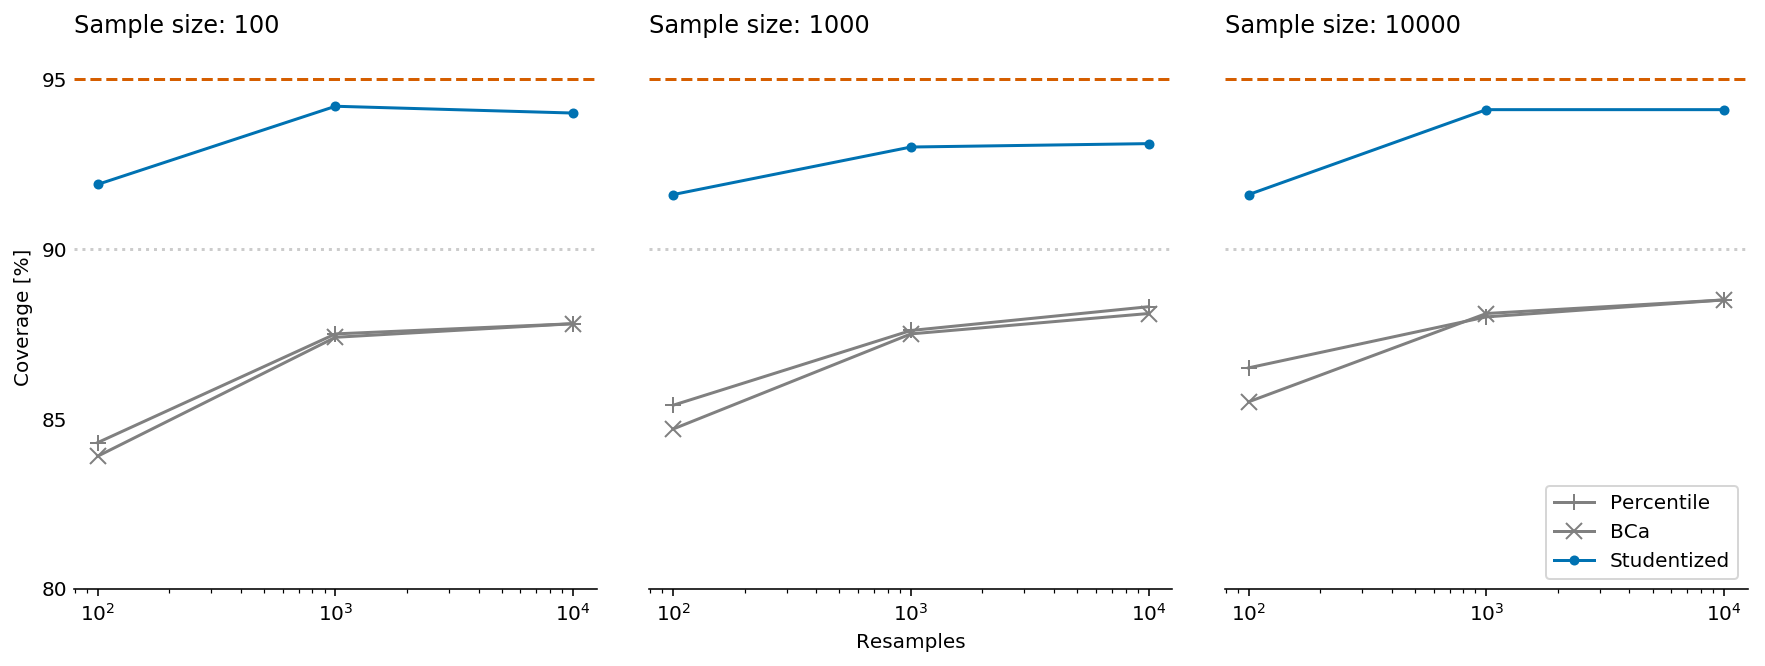 Sample size: 100
Sample size: 1000
Sample size: 10000
Coverage [%]
95
90
85
80
10²
10³
10⁴
10²
10³
10⁴
10²
10³
10⁴
Resamples
Percentile
BCa
Studentized